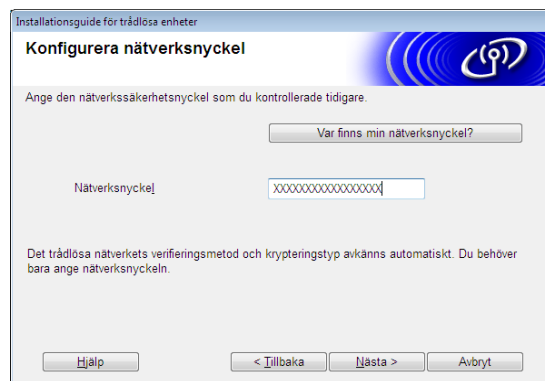 Installationsguide för trådlösa enheter
Konfigurera nätverksnyckel
Ange den nätverkssäkerhetsnyckel som du kontrollerade tidigare.
Var finns min nätverksnyckel?
Nätverksnyckel
XXXXXXXXXXXXXXXXX
Det trådlösa nätverkets verifieringsmetod och krypteringstyp avkänns automatiskt. Du behöver
bara ange nätverksnyckeln.
Hjälp
< Tillbaka
Nästa >
Avbryt